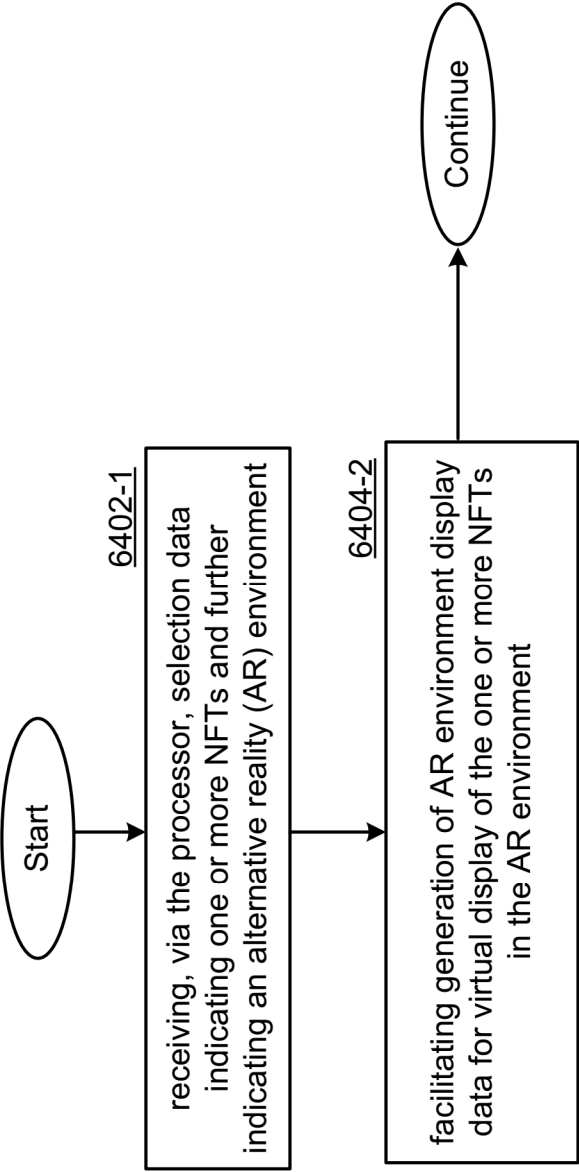 Start
6402-1
receiving, via the processor, selection data
indicating one or more NFTs and further
indicating an alternative reality (AR) environment
6404-2
facilitating generation of AR environment display
data for virtual display of the one or more NFTs
in the AR environment
Continue